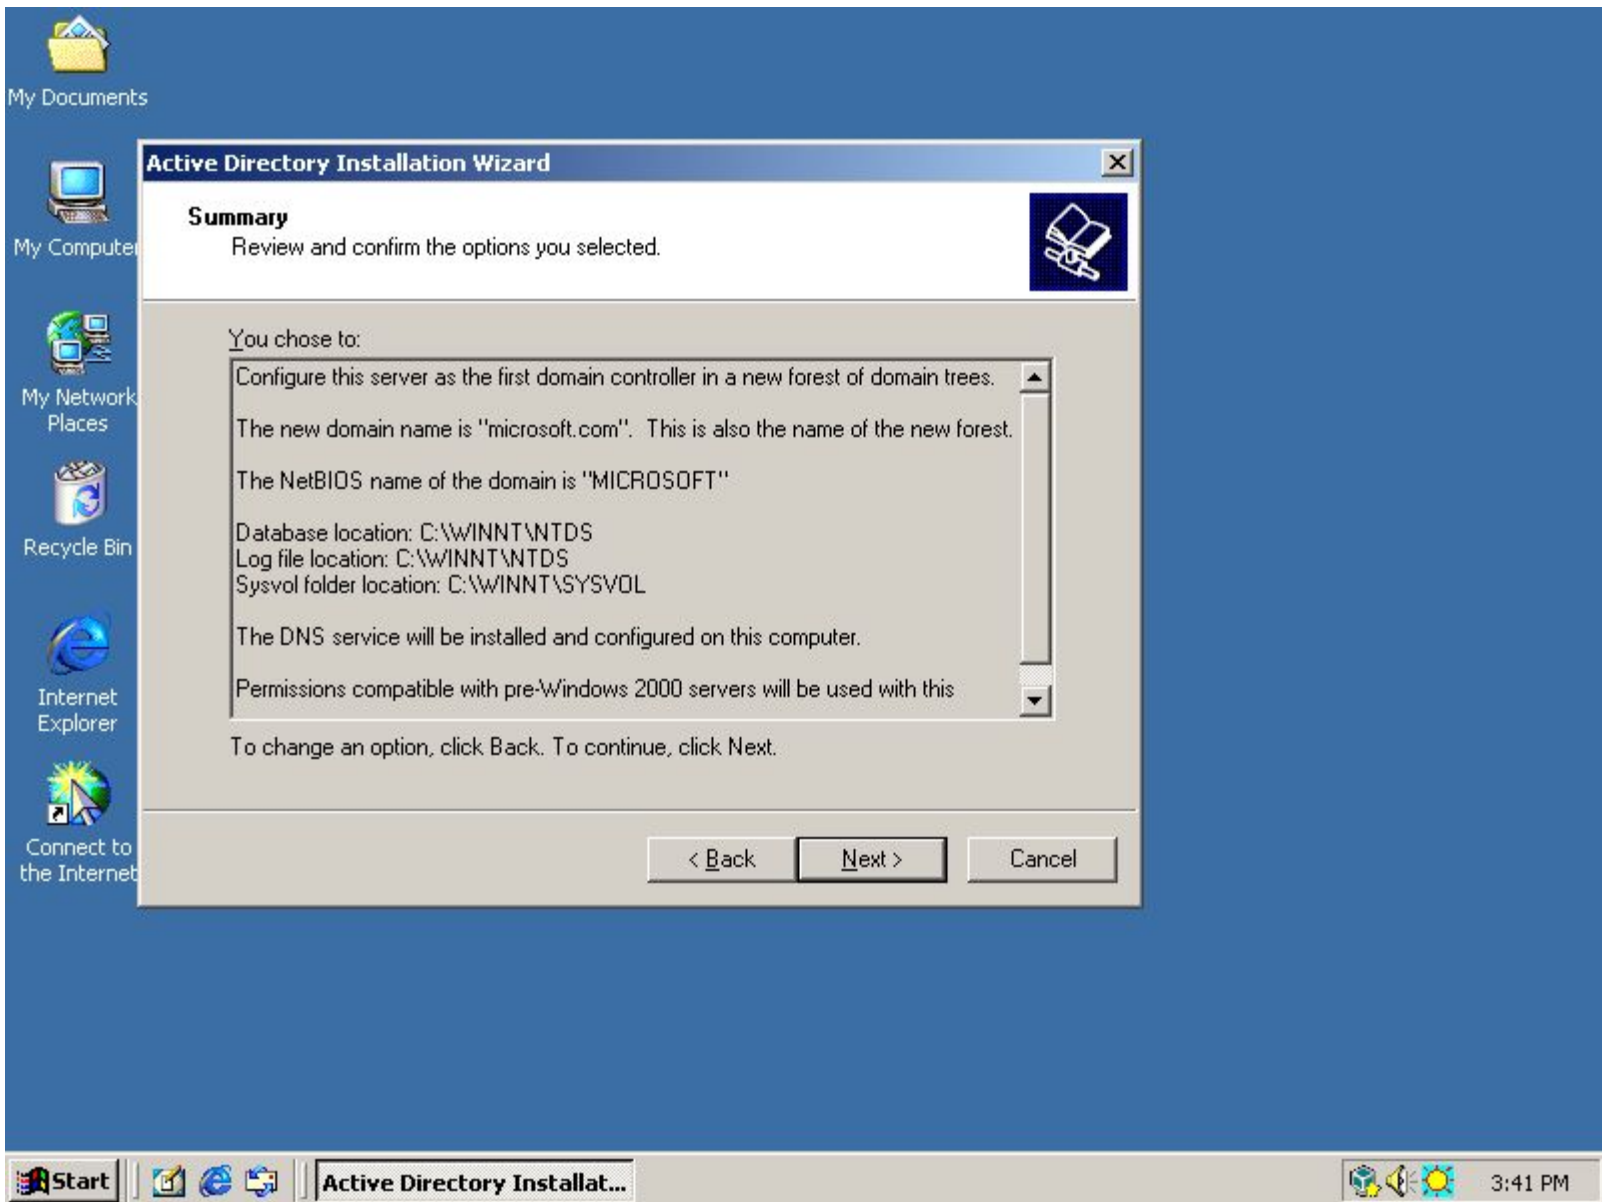 My Documents
My Computer
My Network
Places
Recycle Bin
Internet
Explorer
Connect to
the Internet
Active Directory Installation Wizard
Summary
Review and confirm the options you selected.
You chose to:
Configure this server as the first domain controller in a new forest of domain trees.
The new domain name is "microsoft.com".  This is also the name of the new forest.
The NetBIOS name of the domain is "MICROSOFT"
Database location: C:\WINNT\NTDS
Log file location: C:\WINNT\NTDS
Sysvol folder location: C:\WINNT\SYSVOL
The DNS service will be installed and configured on this computer.
Permissions compatible with pre-Windows 2000 servers will be used with this
To change an option, click Back. To continue, click Next.
< Back
Next >
Cancel
Start
Active Directory Installat...
3:41 PM